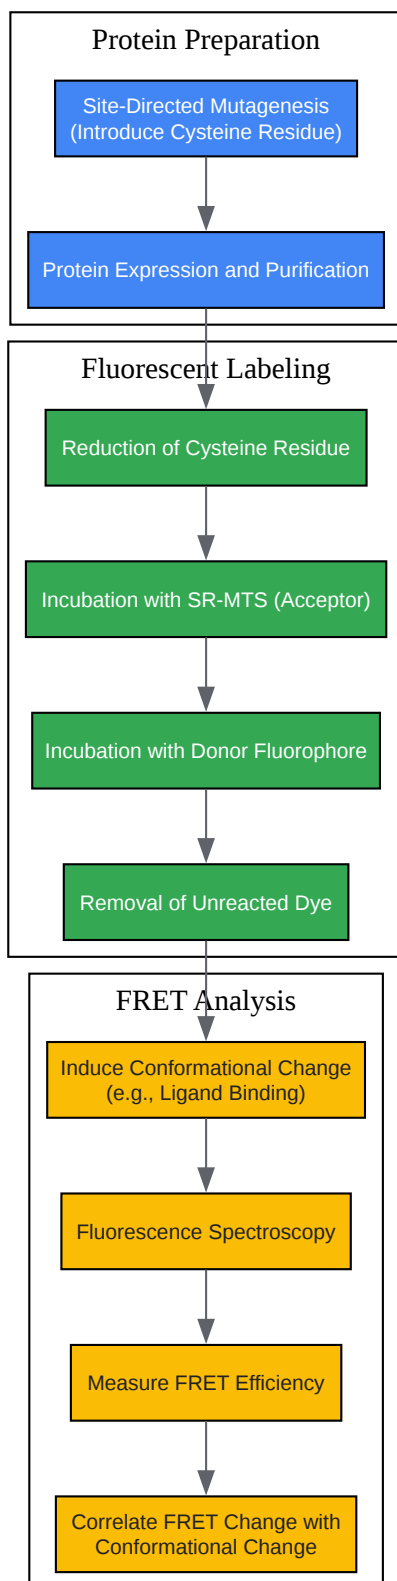 Protein Preparation
Site-Directed Mutagenesis
(Introduce Cysteine Residue)
Protein Expression and Purification
Fluorescent Labeling
Reduction of Cysteine Residue
Incubation with SR-MTS (Acceptor)
Incubation with Donor Fluorophore
Removal of Unreacted Dye
FRET Analysis
Induce Conformational Change
(e.g., Ligand Binding)
Fluorescence Spectroscopy
Measure FRET Efficiency
Correlate FRET Change with
Conformational Change